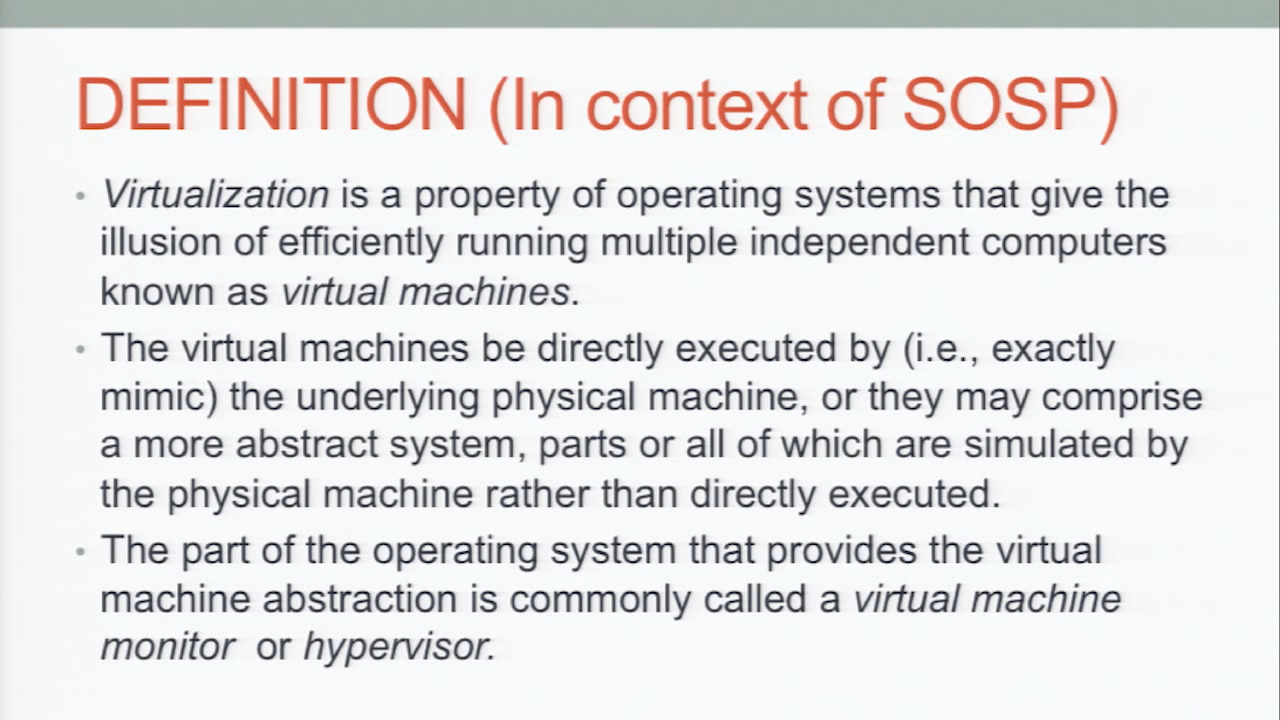 DEFINITION (In context of SOSP)
• Virtualization is a property of operating systems that give the
illusion of efficiently running multiple independent computers
known as virtual machines.
• The virtual machines be directly executed by (i.e., exactly
mimic) the underlying physical machine, or they may comprise
a more abstract system, parts or all of which are simulated by
the physical machine rather than directly executed.
• The part of the operating system that provides the virtual
machine abstraction is commonly called a virtual machine
monitor or hypervisor.